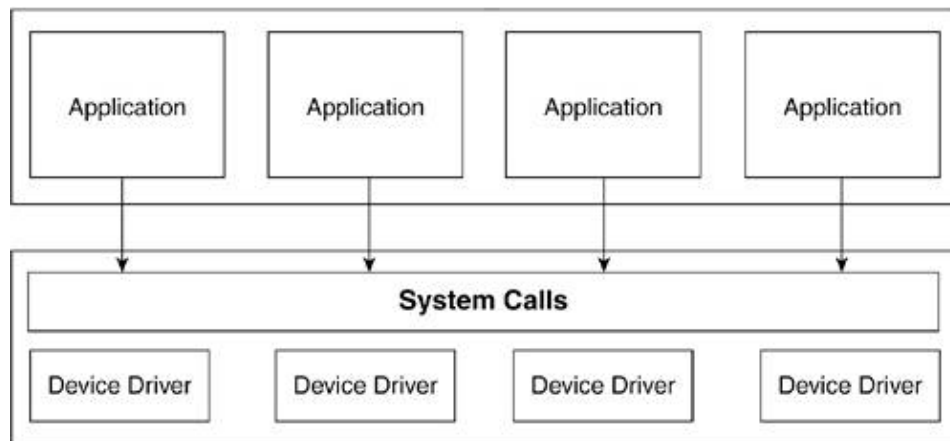 Application
Application
Application
Application
System Calls
Device Driver
Device Driver
Device Driver
Device Driver